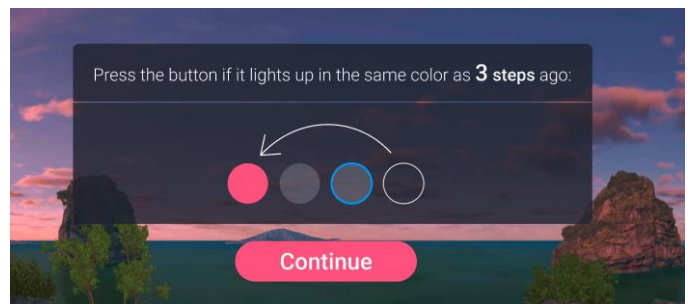 Press the button if it lights up in the same color as 3 steps ago:
Continue